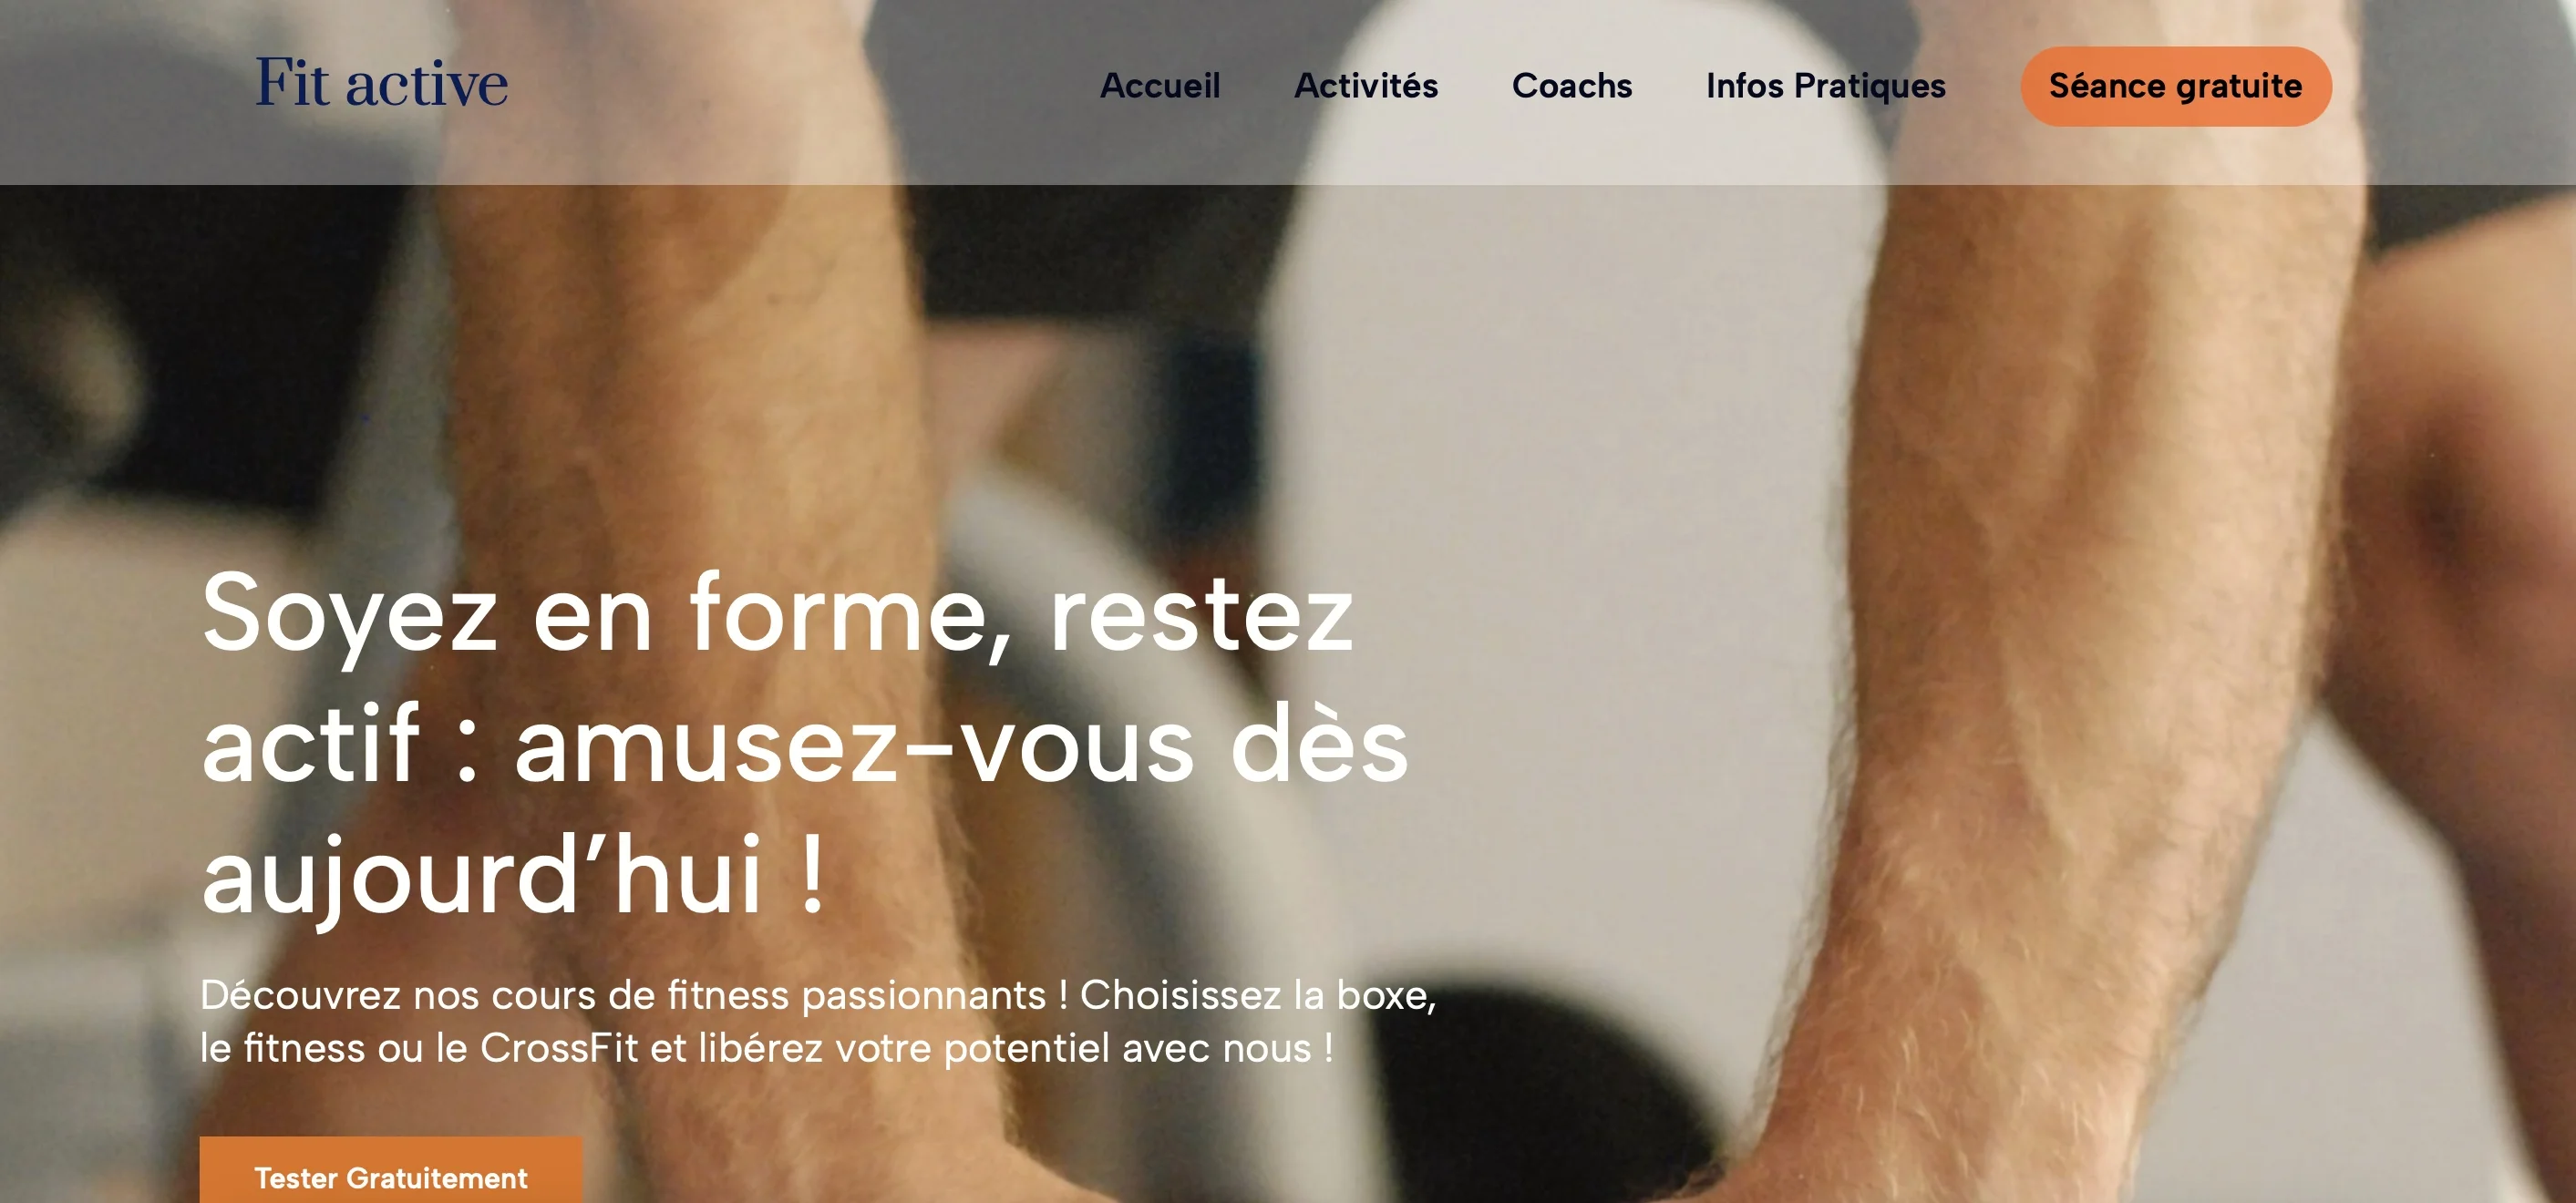 Fit active
Accueil
Activités
Coachs
Infos Pratiques
Séance gratuite
Soyez en forme, restez
actif : amusez-vous dès
aujourd’hui !
Découvrez nos cours de fitness passionnants ! Choisissez la boxe,
le fitness ou le CrossFit et libérez votre potentiel avec nous !
Tester Gratuitement